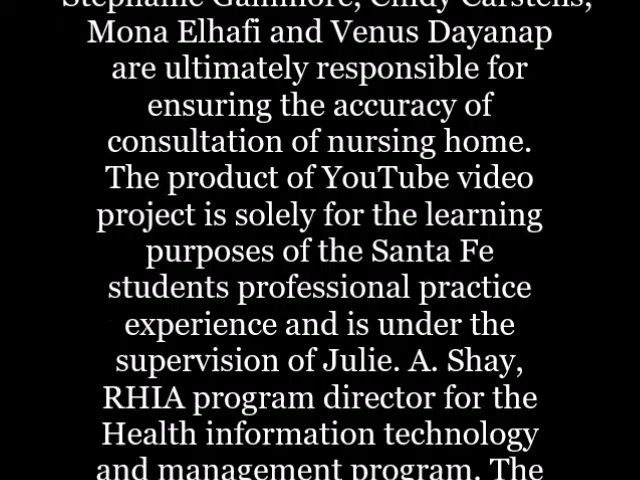 Stephanie Gallimore, Cindy Carstens,
Mona Elhafi and Venus Dayanap
are ultimately responsible for
ensuring the accuracy of
consultation of nursing home.
The product of YouTube video
project is solely for the learning
purposes of the Santa Fe
students professional practice
experience and is under the
supervision of Julie. A. Shay,
RHIA program director for the
Health information technology
and management program. The